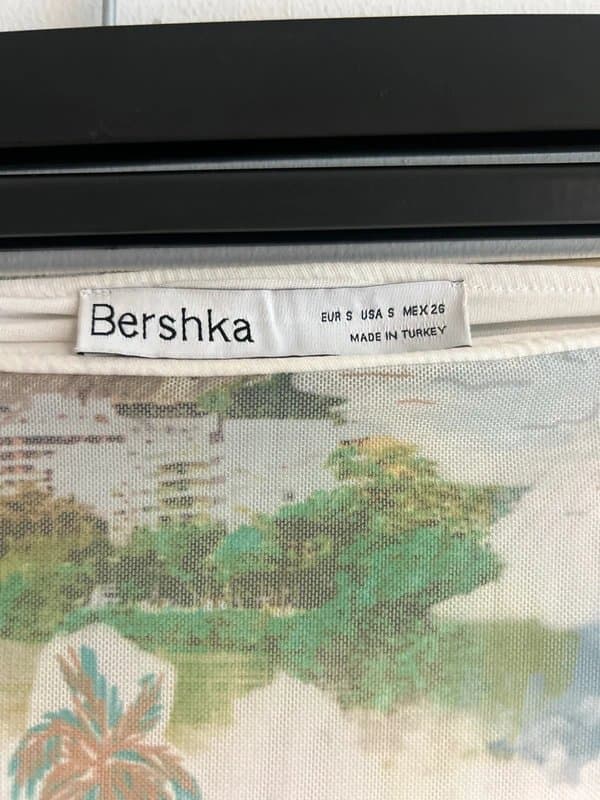 Bershka
EUR S USA S MEX 26
MADE IN TURKEY